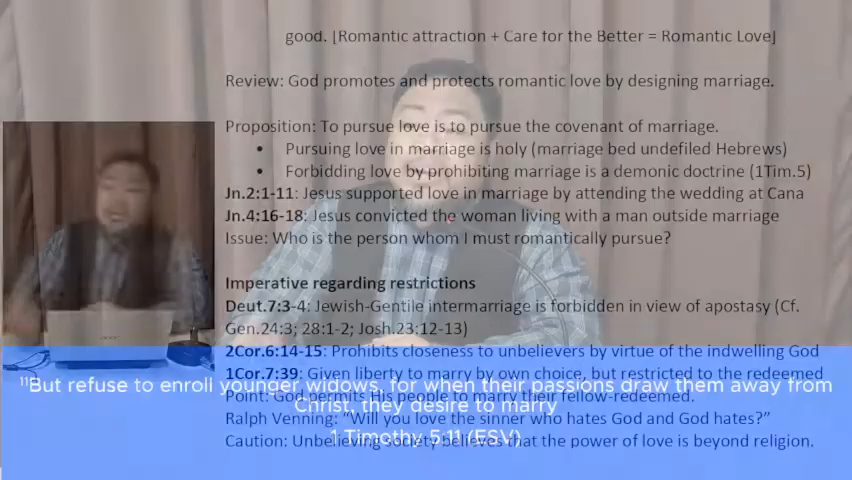 good. [Romantic attraction + Care for the Better = Romantic Love]
Review: God promotes and protects romantic love by designing marriage.
Proposition: To pursue love is to pursue the covenant of marriage.
• Pursuing love in marriage is holy (marriage bed undefiled Hebrews)
• Forbidding love by prohibiting marriage is a demonic doctrine (1Tim.5)
Jn.2:1-11: Jesus supported love in marriage by attending the wedding at Cana
Jn.4:16-18: Jesus convicted the woman living with a man outside marriage
Issue: Who is the person whom I must romantically pursue?
Imperative regarding restrictions
Deut.7:3-4: Jewish-Gentile intermarriage is forbidden in view of apostasy (Cf.
Gen.24:3; 28:1-2; Josh.23:12-13)
2Cor.6:14-15: Prohibits closeness to unbelievers by virtue of the indwelling God
1Cor.7:39: Given liberty to marry by own choice, but restricted to the redeemed
Point: God permits His people to marry their fellow-redeemed.
Ralph Venning: “Will you love the sinner who hates God and God hates?”
Caution: Unbelieving society believes that the power of love is beyond religion.
11But refuse to enroll younger widows, for when their passions draw them away from
Christ, they desire to marry
1 Timothy 5:11 (ESV)